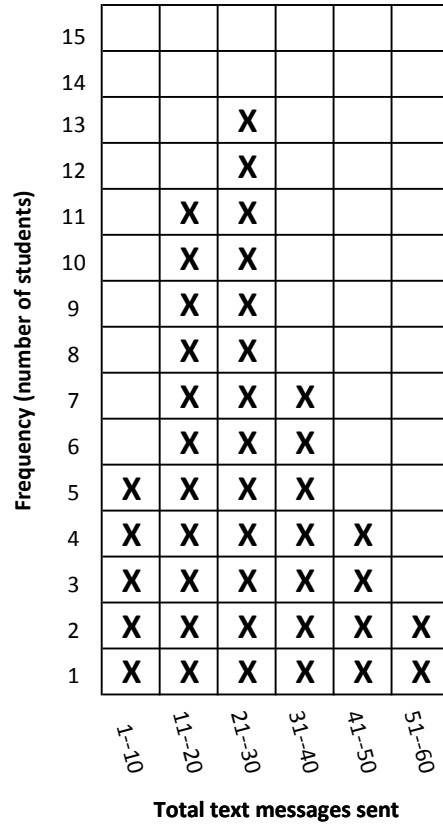 Frequency (number of students)
15
14
13 X
12 X
11 X X
10 X X
9 X X
8 X X
7 X X X
6 X X X
5 X X X X
4 X X X X X
3 X X X X X
2 X X X X X X
1 X X X X X X
1--10 11--20 21--30 31--40 41--50 51--60
Total text messages sent